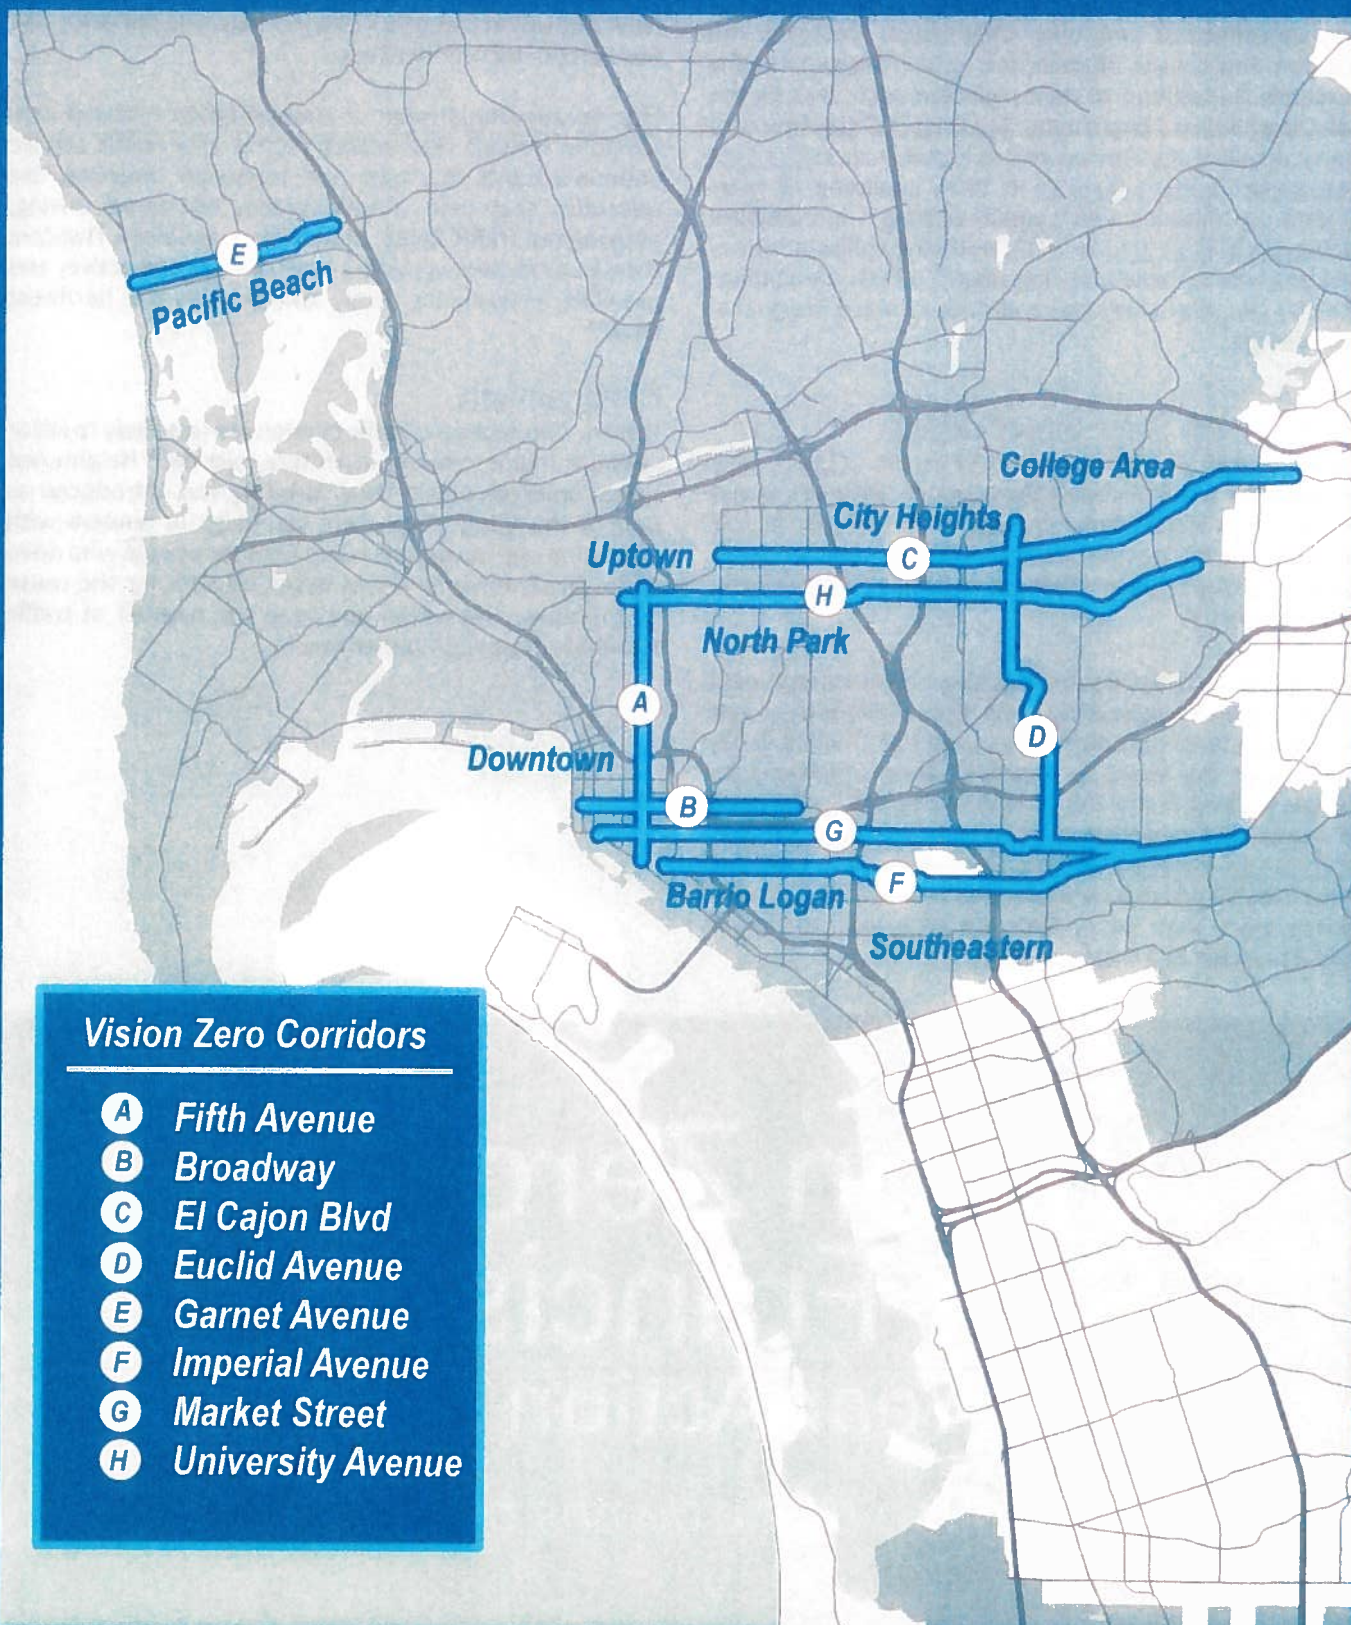 E
Pacific Beach
College Area
City Heights
Uptown
C
H
North Park
A
D
Downtown
B
G
F
Barrio Logan
Southeastern
Vision Zero Corridors
A Fifth Avenue
B Broadway
C El Cajon Blvd
D Euclid Avenue
E Garnet Avenue
F Imperial Avenue
G Market Street
H University Avenue